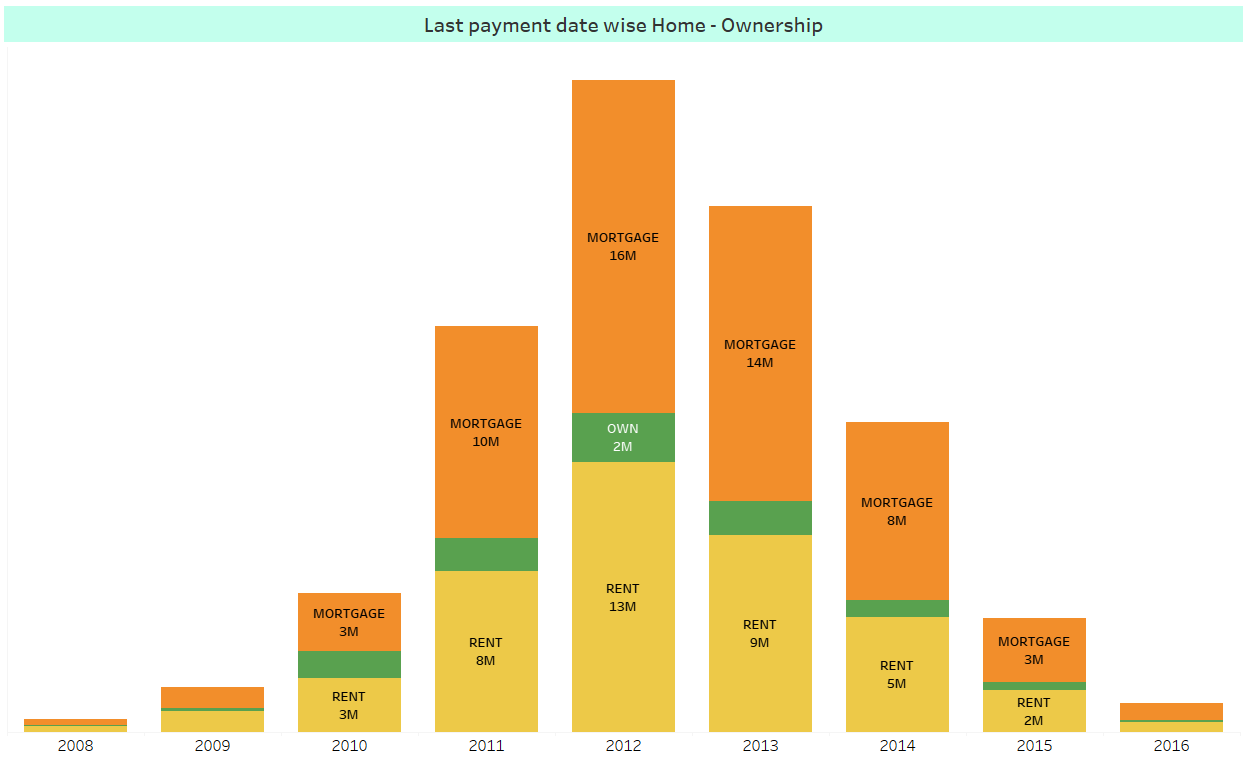 Last payment date wise Home - Ownership
MORTGAGE
16M
MORTGAGE
14M
MORTGAGE
10M
OWN
2M
MORTGAGE
8M
RENT
13M
MORTGAGE
3M
RENT
9M
RENT
8M
MORTGAGE
3M
RENT
5M
RENT
3M
RENT
2M
2008 2009 2010 2011 2012 2013 2014 2015 2016